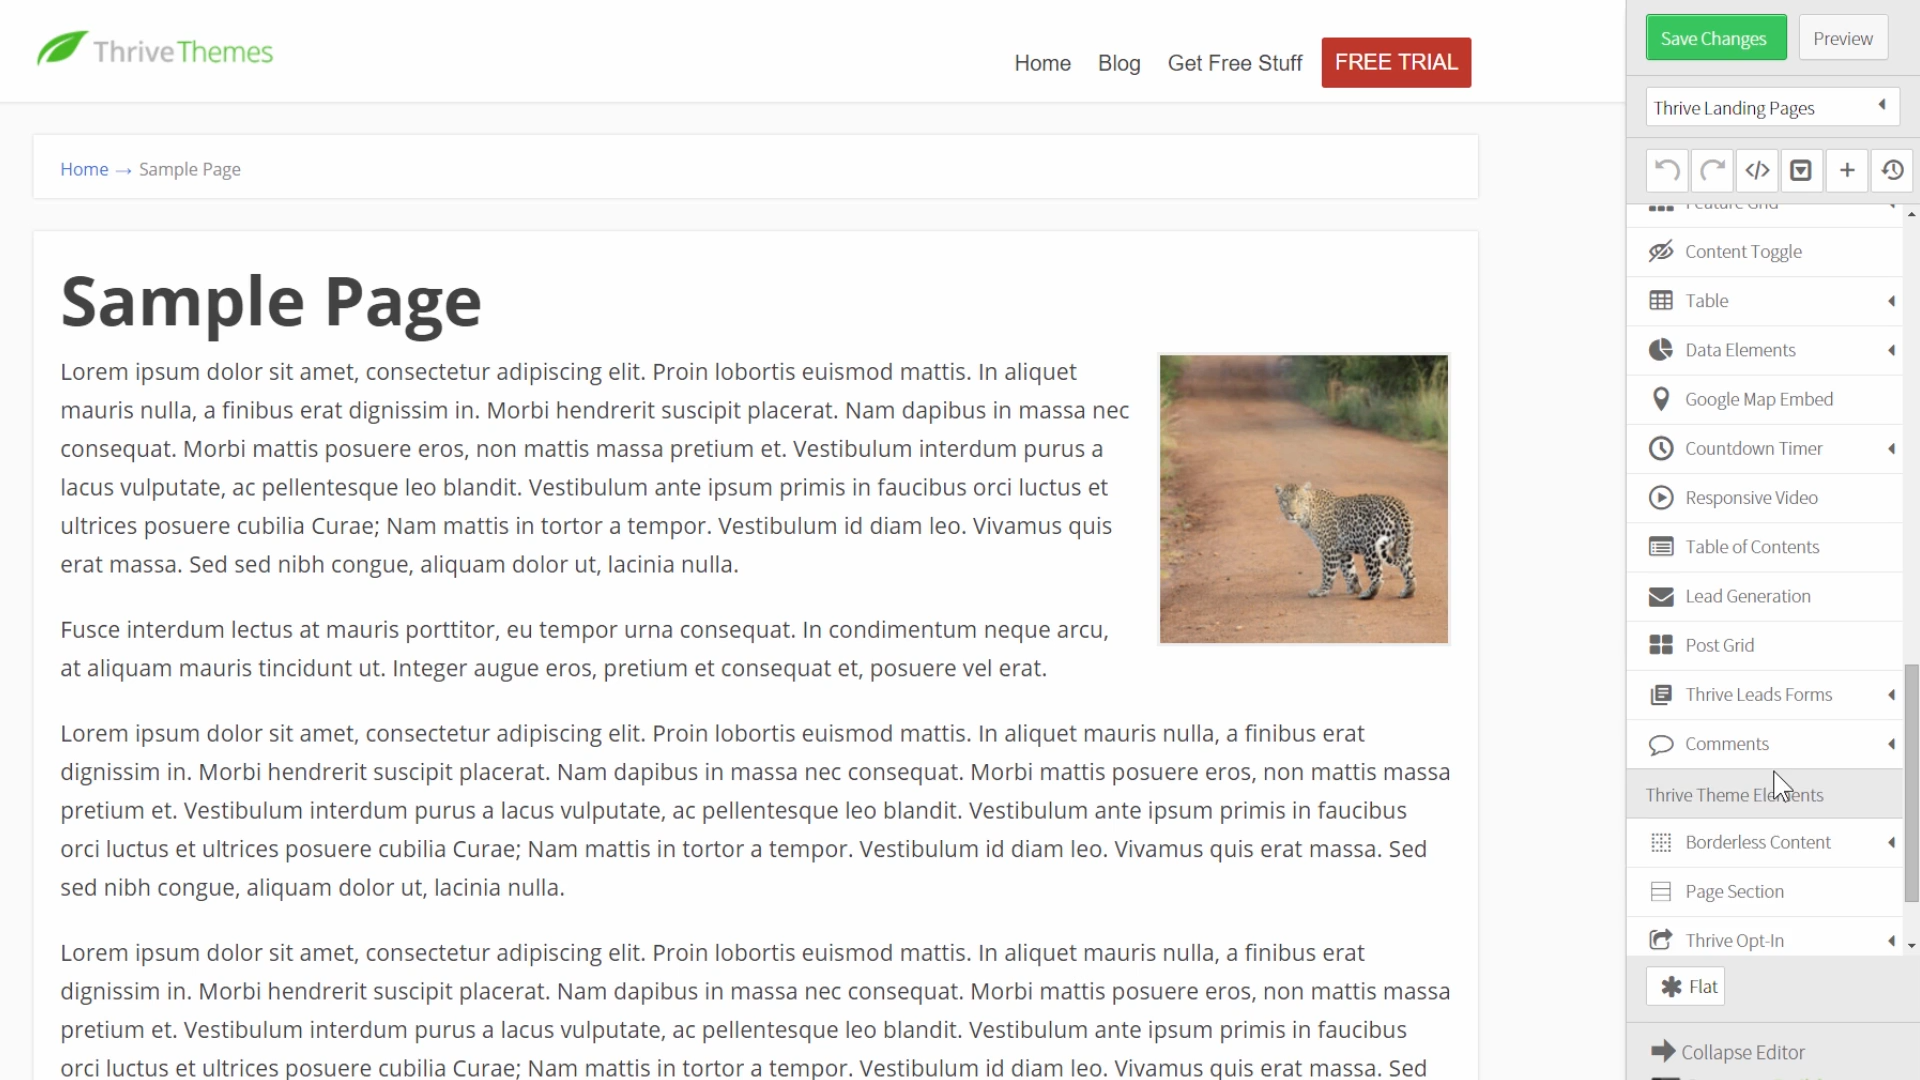 ThriveThemes
Home Blog Get Free Stuff FREE TRIAL
Home → Sample Page
Sample Page
Lorem ipsum dolor sit amet, consectetur adipiscing elit. Proin lobortis euismod mattis. In aliquet
mauris nulla, a finibus erat dignissim in. Morbi hendrerit suscipit placerat. Nam dapibus in massa nec
consequat. Morbi mattis posuere eros, non mattis massa pretium et. Vestibulum interdum purus a
lacus vulputate, ac pellentesque leo blandit. Vestibulum ante ipsum primis in faucibus orci luctus et
ultrices posuere cubilia Curae; Nam mattis in tortor a tempor. Vestibulum id diam leo. Vivamus quis
erat massa. Sed sed nibh congue, aliquam dolor ut, lacinia nulla.
Fusce interdum lectus at mauris porttitor, eu tempor urna consequat. In condimentum neque arcu,
at aliquam mauris tincidunt ut. Integer augue eros, pretium et consequat et, posuere vel erat.
Lorem ipsum dolor sit amet, consectetur adipiscing elit. Proin lobortis euismod mattis. In aliquet mauris nulla, a finibus erat
dignissim in. Morbi hendrerit suscipit placerat. Nam dapibus in massa nec consequat. Morbi mattis posuere eros, non mattis massa
pretium et. Vestibulum interdum purus a lacus vulputate, ac pellentesque leo blandit. Vestibulum ante ipsum primis in faucibus
orci luctus et ultrices posuere cubilia Curae; Nam mattis in tortor a tempor. Vestibulum id diam leo. Vivamus quis erat massa. Sed
sed nibh congue, aliquam dolor ut, lacinia nulla.
Lorem ipsum dolor sit amet, consectetur adipiscing elit. Proin lobortis euismod mattis. In aliquet mauris nulla, a finibus erat
dignissim in. Morbi hendrerit suscipit placerat. Nam dapibus in massa nec consequat. Morbi mattis posuere eros, non mattis massa
pretium et. Vestibulum interdum purus a lacus vulputate, ac pellentesque leo blandit. Vestibulum ante ipsum primis in faucibus
orci luctus et ultrices posuere cubilia Curae; Nam mattis in tortor a tempor. Vestibulum id diam leo. Vivamus quis erat massa. Sed
Save Changes Preview
Thrive Landing Pages
Feature Grid
Content Toggle
Table
Data Elements
Google Map Embed
Countdown Timer
Responsive Video
Table of Contents
Lead Generation
Post Grid
Thrive Leads Forms
Comments
Thrive Theme Elements
Borderless Content
Page Section
Thrive Opt-In
Flat
Collapse Editor